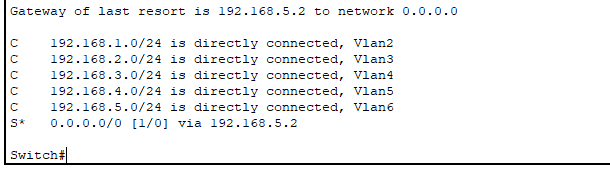 Gateway of last resort is 192.168.5.2 to network 0.0.0.0
C    192.168.1.0/24 is directly connected, Vlan2
C    192.168.2.0/24 is directly connected, Vlan3
C    192.168.3.0/24 is directly connected, Vlan4
C    192.168.4.0/24 is directly connected, Vlan5
C    192.168.5.0/24 is directly connected, Vlan6
S*   0.0.0.0/0 [1/0] via 192.168.5.2
Switch#